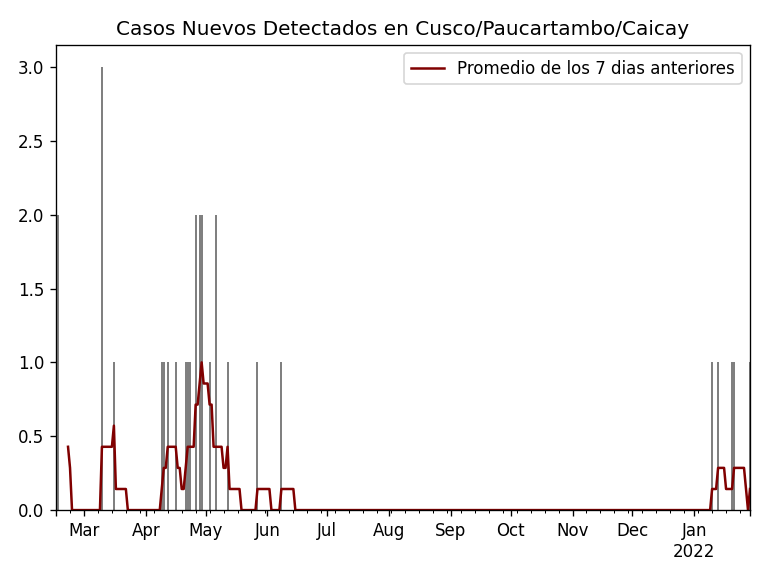 Casos Nuevos Detectados en Cusco/Paucartambo/Caicay
Promedio de los 7 dias anteriores
3.0
2.5
2.0
1.5
1.0
0.5
0.0
Mar Apr May Jun Jul Aug Sep Oct Nov Dec Jan
2022